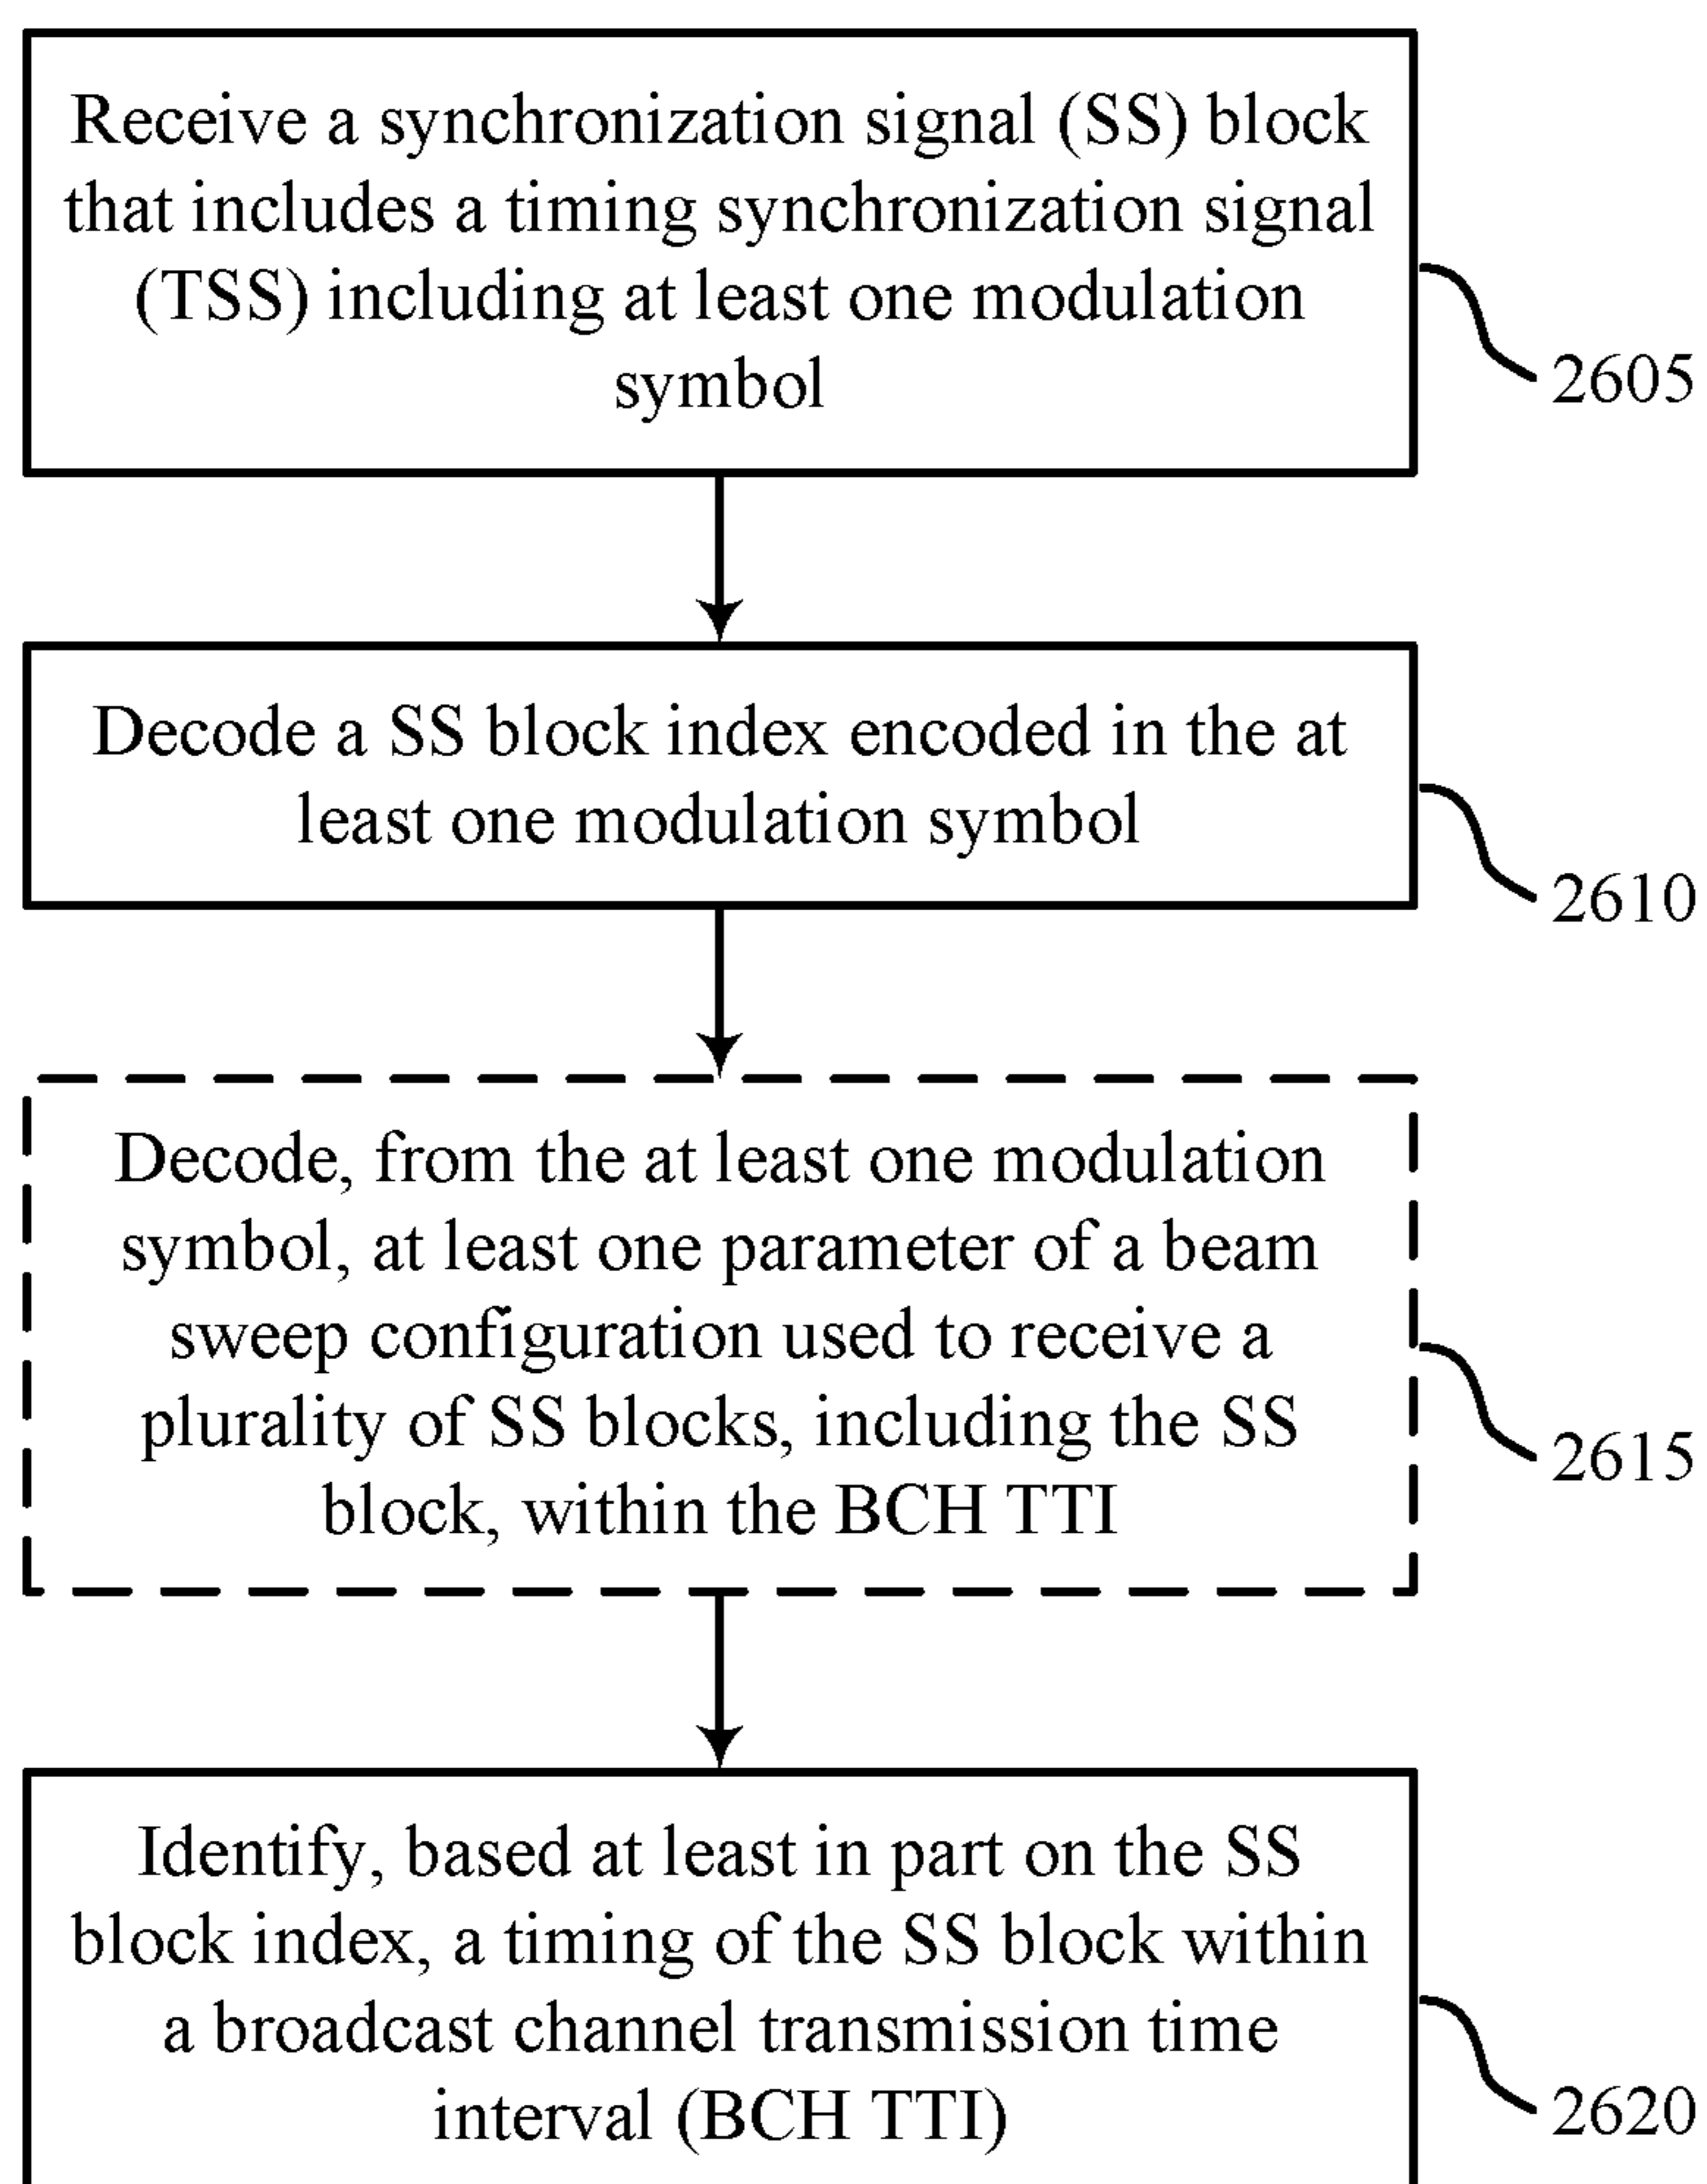 Receive a synchronization signal (SS) block
that includes a timing synchronization signal
(TSS) including at least one modulation
symbol
2605
Decode a SS block index encoded in the at
least one modulation symbol
2610
Decode, from the at least one modulation
symbol, at least one parameter of a beam
sweep configuration used to receive a
plurality of SS blocks, including the SS
block, within the BCH TTI
2615
Identify, based at least in part on the SS
block index, a timing of the SS block within
a broadcast channel transmission time
interval (BCH TTI)
2620